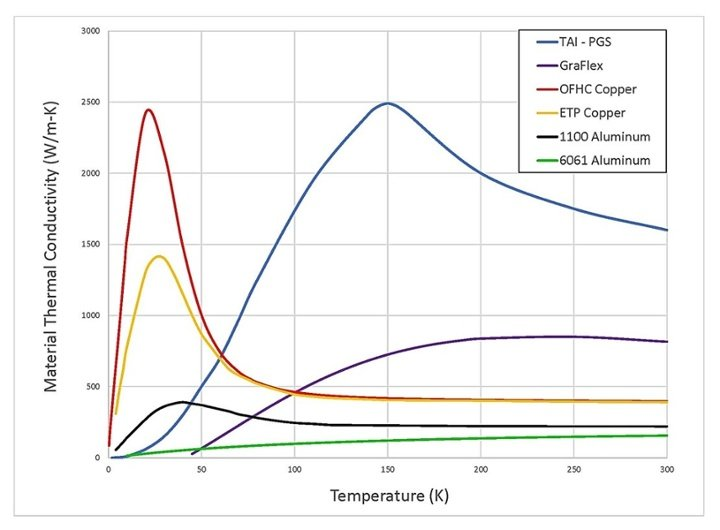 3000
2500
2000
1500
1000
500
0
Material Thermal Conductivity (W/m-K)
TAI - PGS
GraFlex
OFHC Copper
ETP Copper
1100 Aluminum
6061 Aluminum
0 50 100 150 200 250 300
Temperature (K)